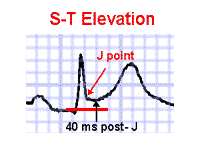 S-T Elevation
J point
40 ms post- J